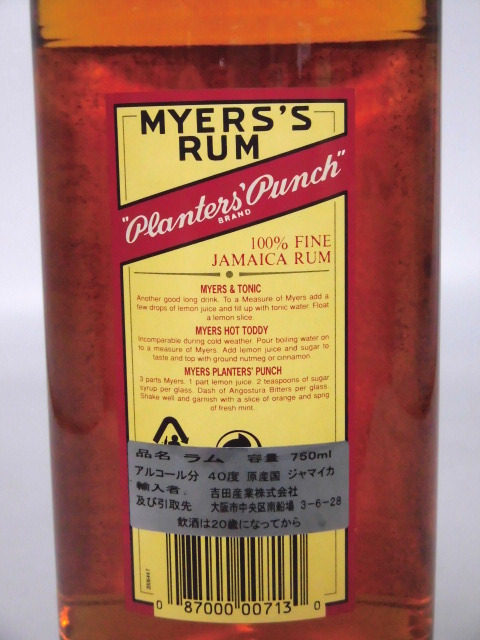 MYERS'S
RUM
"Planters' Punch"
BRAND
100% FINE
JAMAICA RUM
MYERS & TONIC
Another good long drink. To a Measure of Myers add a
few drops of lemon juice and fill up with tonic water. Float
a lemon slice.
MYERS HOT TODDY
Incomparable during cold weather. Pour boiling water on
to a measure of Myers. Add lemon juice and sugar to
taste and top with ground nutmeg or cinnamon.
MYERS PLANTERS' PUNCH
3 parts Myers. 1 part lemon juice. 2 teaspoons of sugar
syrup per glass. Dash of Angostura Bitters per glass.
Shake well and garnish with a slice of orange and sprig
of fresh mint.
品名 ラム 容量 750ml
アルコール分 40度 原産国 ジャマイカ
輸入者 吉田産業株式会社
及び引取先 大阪市中央区南船場 3-6-28
飲酒は20歳になってから
0 87000 00713 0